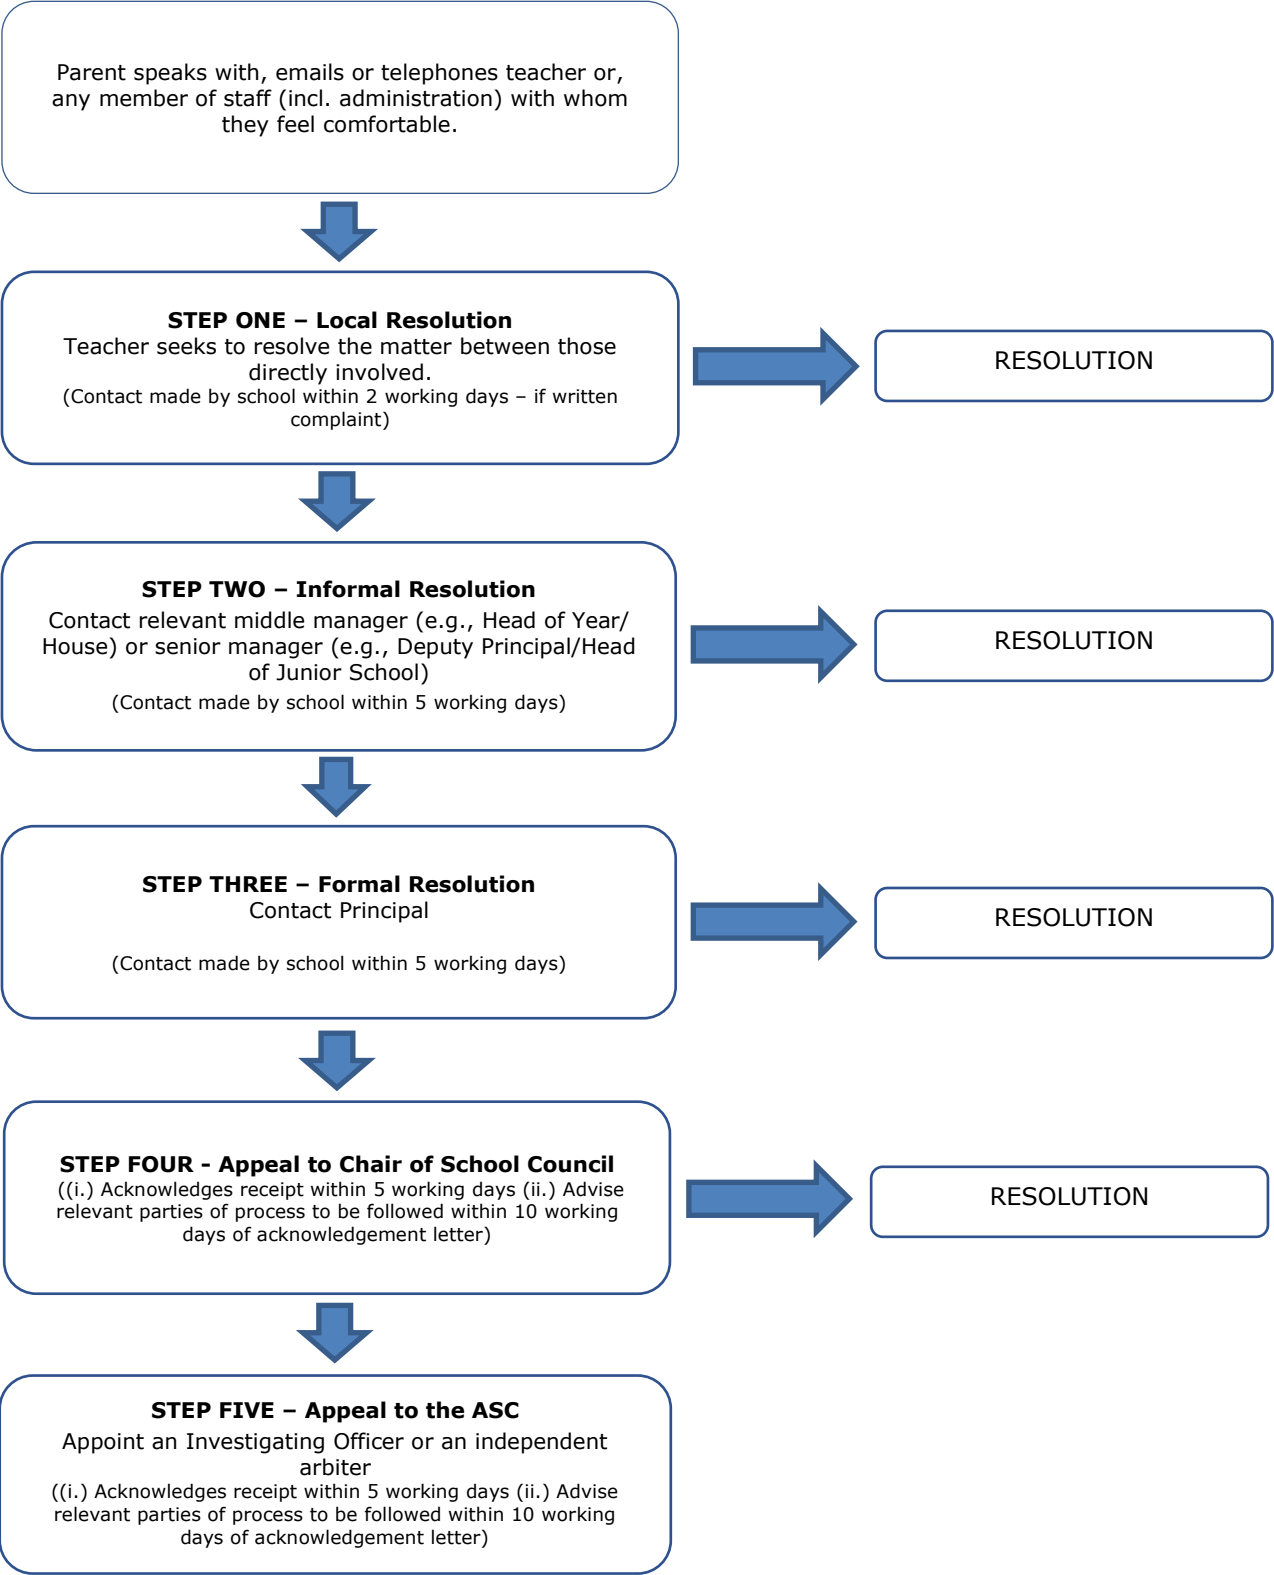 Parent speaks with, emails or telephones teacher or,
any member of staff (incl. administration) with whom
they feel comfortable.
STEP ONE – Local Resolution
Teacher seeks to resolve the matter between those
directly involved.
(Contact made by school within 2 working days – if written
complaint)
RESOLUTION
STEP TWO – Informal Resolution
Contact relevant middle manager (e.g., Head of Year/
House) or senior manager (e.g., Deputy Principal/Head
of Junior School)
(Contact made by school within 5 working days)
RESOLUTION
STEP THREE – Formal Resolution
Contact Principal
(Contact made by school within 5 working days)
RESOLUTION
STEP FOUR - Appeal to Chair of School Council
((i.) Acknowledges receipt within 5 working days (ii.) Advise
relevant parties of process to be followed within 10 working
days of acknowledgement letter)
RESOLUTION
STEP FIVE – Appeal to the ASC
Appoint an Investigating Officer or an independent
arbiter
((i.) Acknowledges receipt within 5 working days (ii.) Advise
relevant parties of process to be followed within 10 working
days of acknowledgement letter)